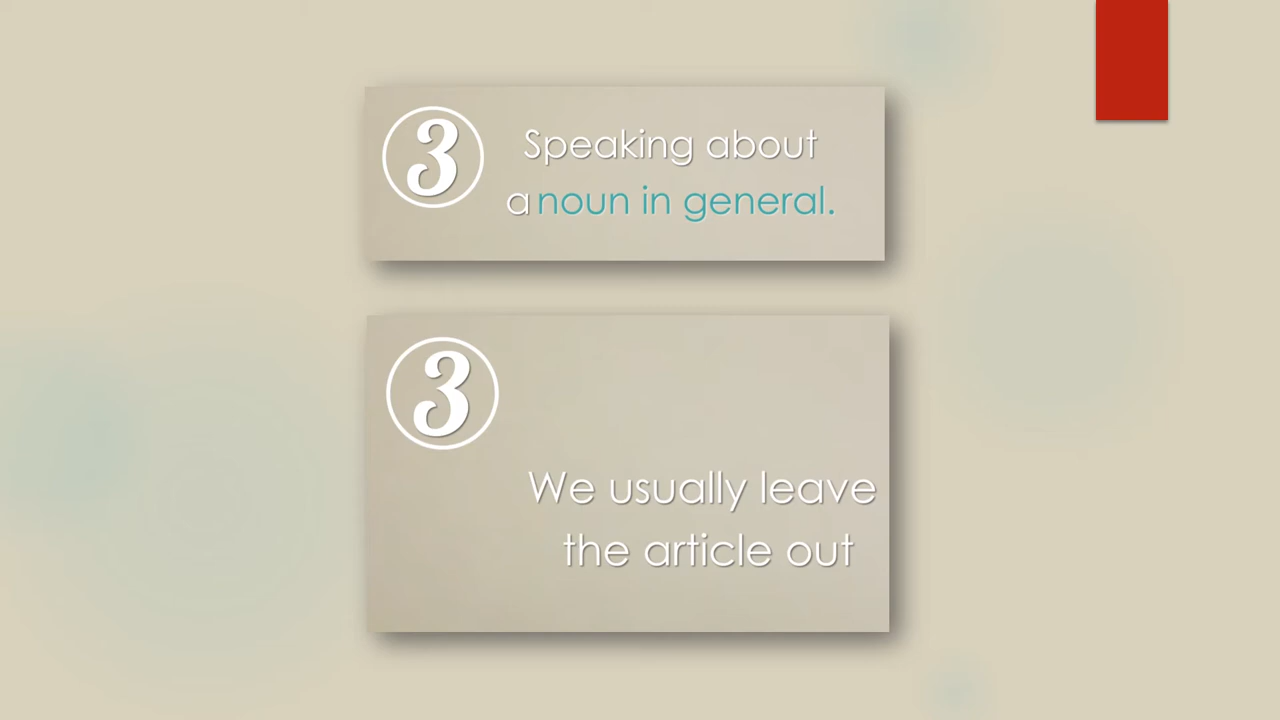 3
Speaking about
a noun in general.
3
We usually leave
the article out